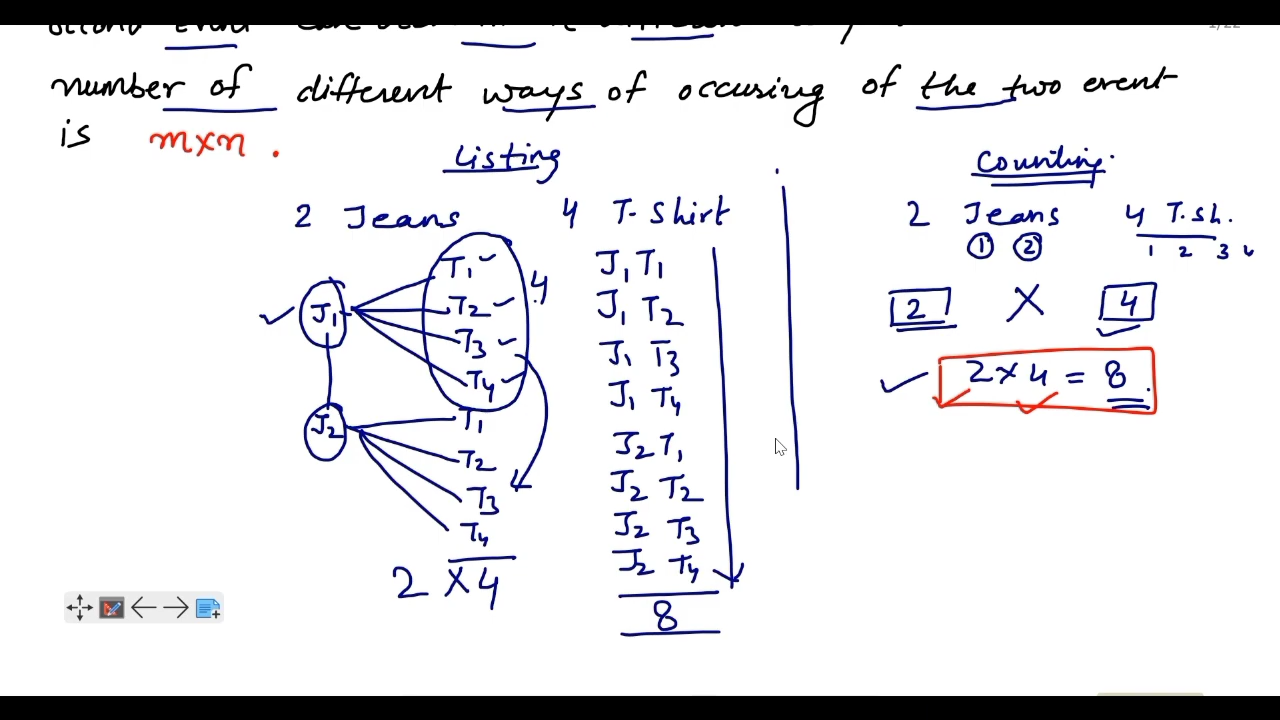 number of different ways of occuring of the two event
is m×n .
Listing
Counting.
2 Jeans 4 T-Shirt
2 Jeans 4 T.sh.
① ② 1 2 3 4
J1 T1 T2 T3 T4 4
J2 T1 T2 T3 T4
2 × 4
J1 T1
J1 T2
J1 T3
J1 T4
J2 T1
J2 T2
J2 T3
J2 T4
8
2 × 4
2 × 4 = 8.